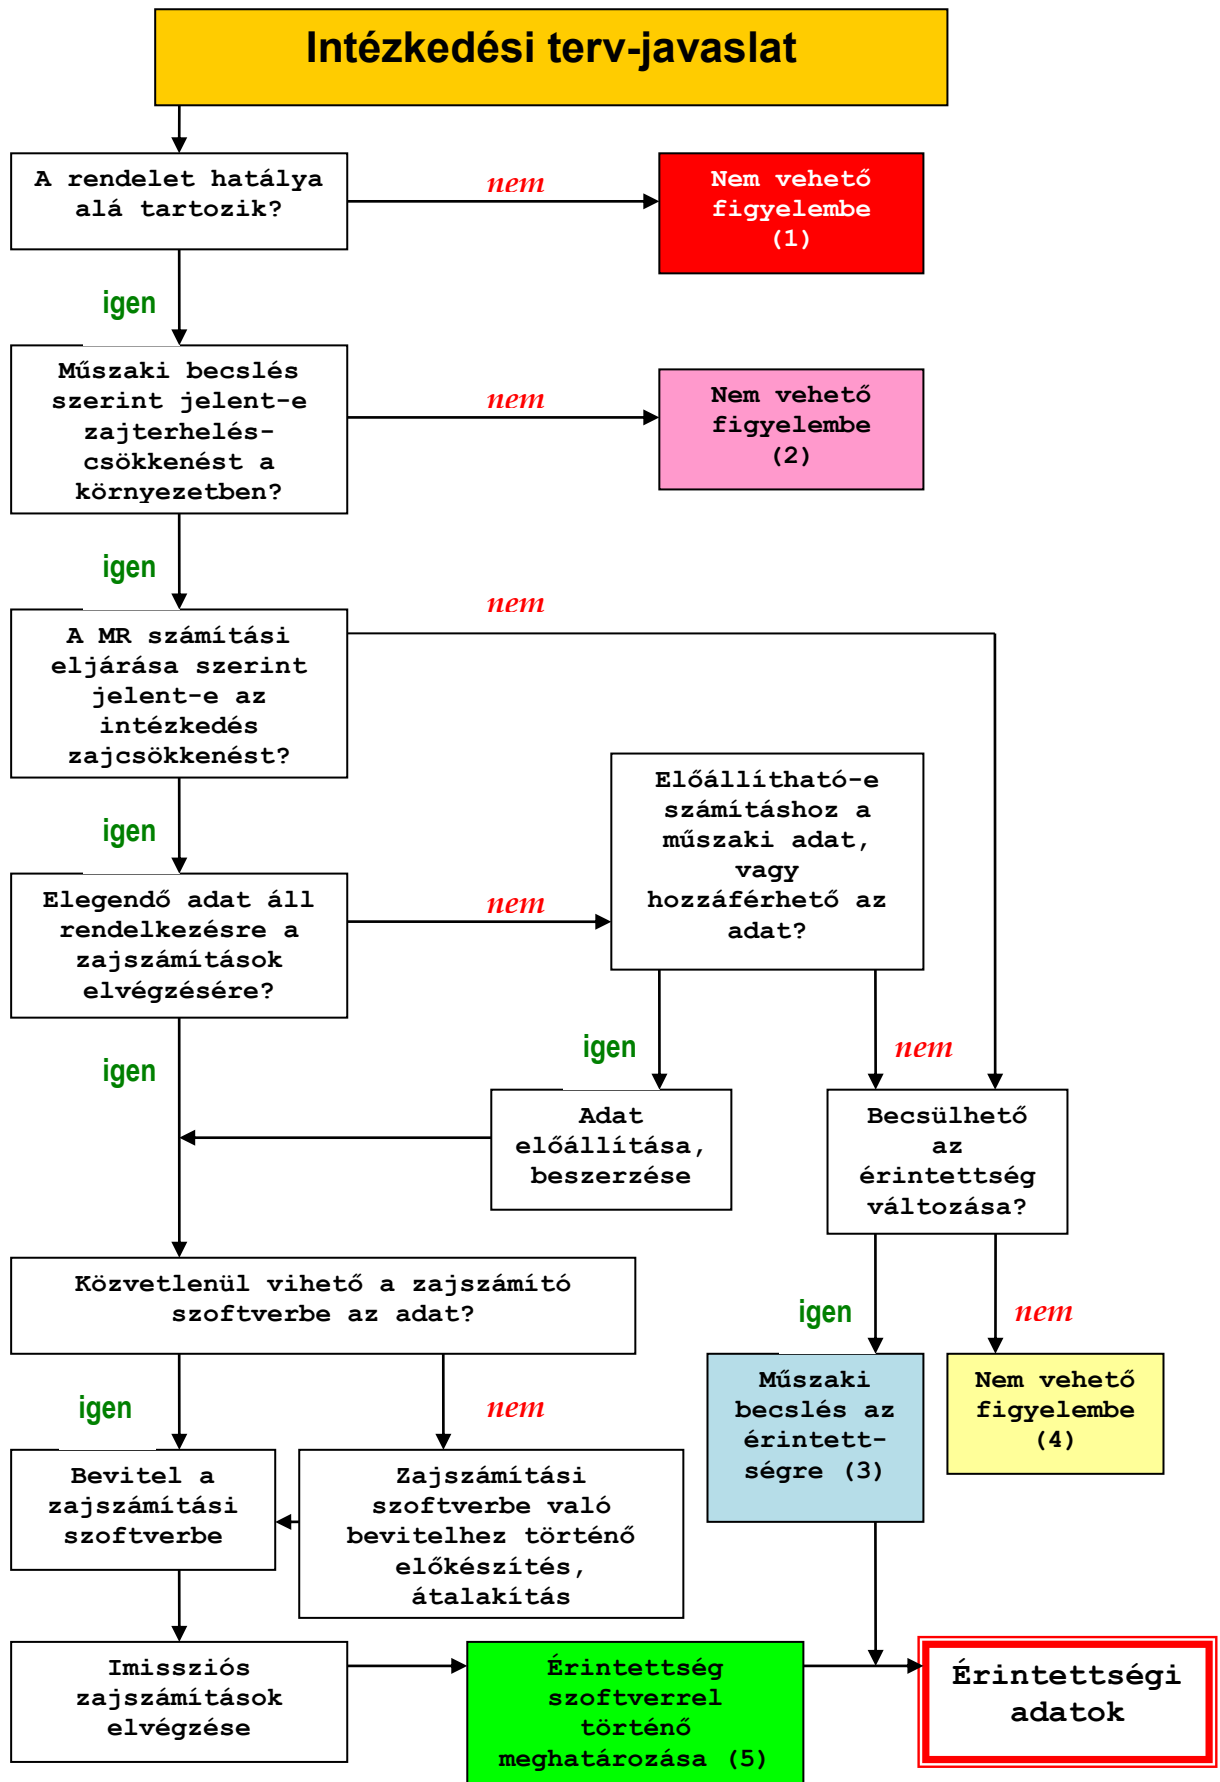 Intézkedési terv-javaslat
A rendelet hatálya
alá tartozik?
nem
Nem vehető
figyelembe
(1)
igen
Műszaki becslés
szerint jelent-e
zajterhelés-
csökkenést a
környezetben?
nem
Nem vehető
figyelembe
(2)
igen
nem
A MR számítási
eljárása szerint
jelent-e az
intézkedés
zajcsökkenést?
Előállítható-e
számításhoz a
műszaki adat,
vagy
hozzáférhető az
adat?
igen
Elegendő adat áll
rendelkezésre a
zajszámítások
elvégzésére?
nem
igen
nem
igen
Adat
előállítása,
beszerzése
Becsülhető
az
érintettség
változása?
Közvetlenül vihető a zajszámító
szoftverbe az adat?
igen
nem
igen
nem
Műszaki
becslés az
érintett-
ségre (3)
Nem vehető
figyelembe
(4)
Bevitel a
zajszámítási
szoftverbe
Zajszámítási
szoftverbe való
bevitelhez történő
előkészítés,
átalakítás
Imissziós
zajszámítások
elvégzése
Érintettség
szoftverrel
történő
meghatározása (5)
Érintettségi
adatok